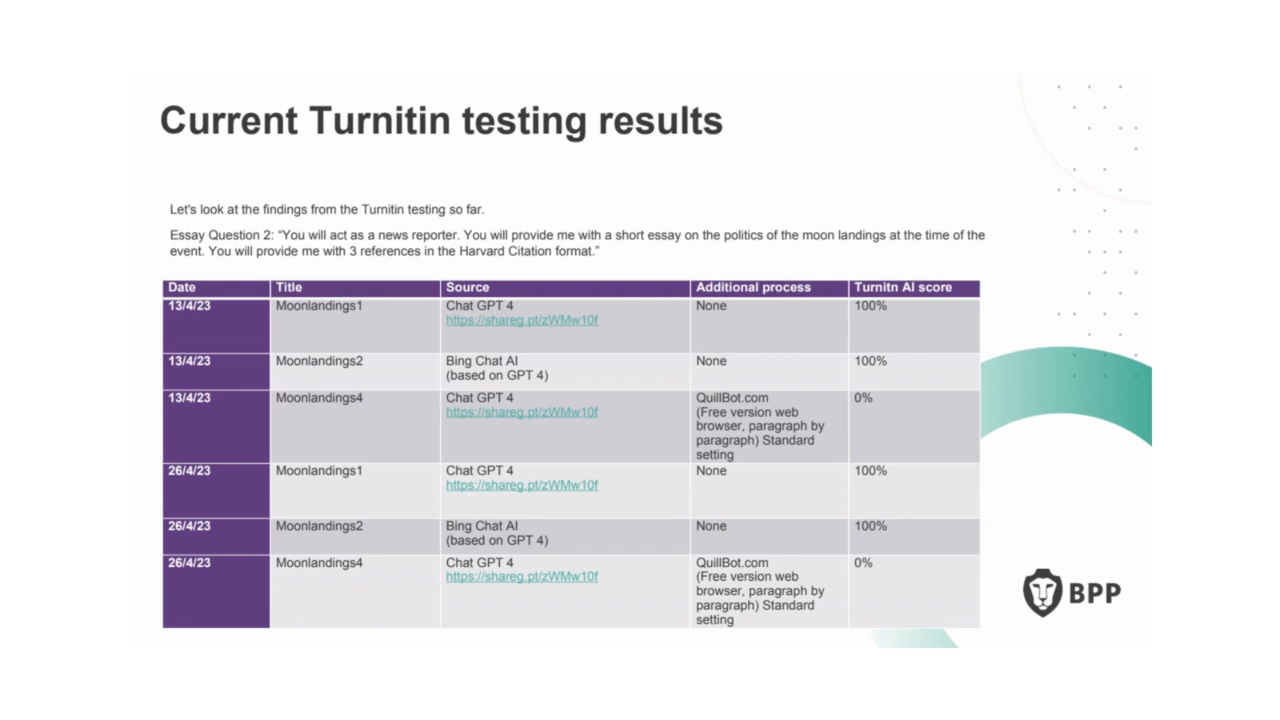 Current Turnitin testing results
Let's look at the findings from the Turnitin testing so far.
Essay Question 2: “You will act as a news reporter. You will provide me with a short essay on the politics of the moon landings at the time of the
event. You will provide me with 3 references in the Harvard Citation format.”
Date Title Source Additional process Turnitn AI score
13/4/23 Moonlandings1 Chat GPT 4 None 100%
https://shareg.pt/zWMw10f
13/4/23 Moonlandings2 Bing Chat AI None 100%
(based on GPT 4)
13/4/23 Moonlandings4 Chat GPT 4 QuillBot.com 0%
https://shareg.pt/zWMw10f (Free version web
browser, paragraph by
paragraph) Standard
setting
26/4/23 Moonlandings1 Chat GPT 4 None 100%
https://shareg.pt/zWMw10f
26/4/23 Moonlandings2 Bing Chat AI None 100%
(based on GPT 4)
26/4/23 Moonlandings4 Chat GPT 4 QuillBot.com 0%
https://shareg.pt/zWMw10f (Free version web
browser, paragraph by
paragraph) Standard
setting
BPP